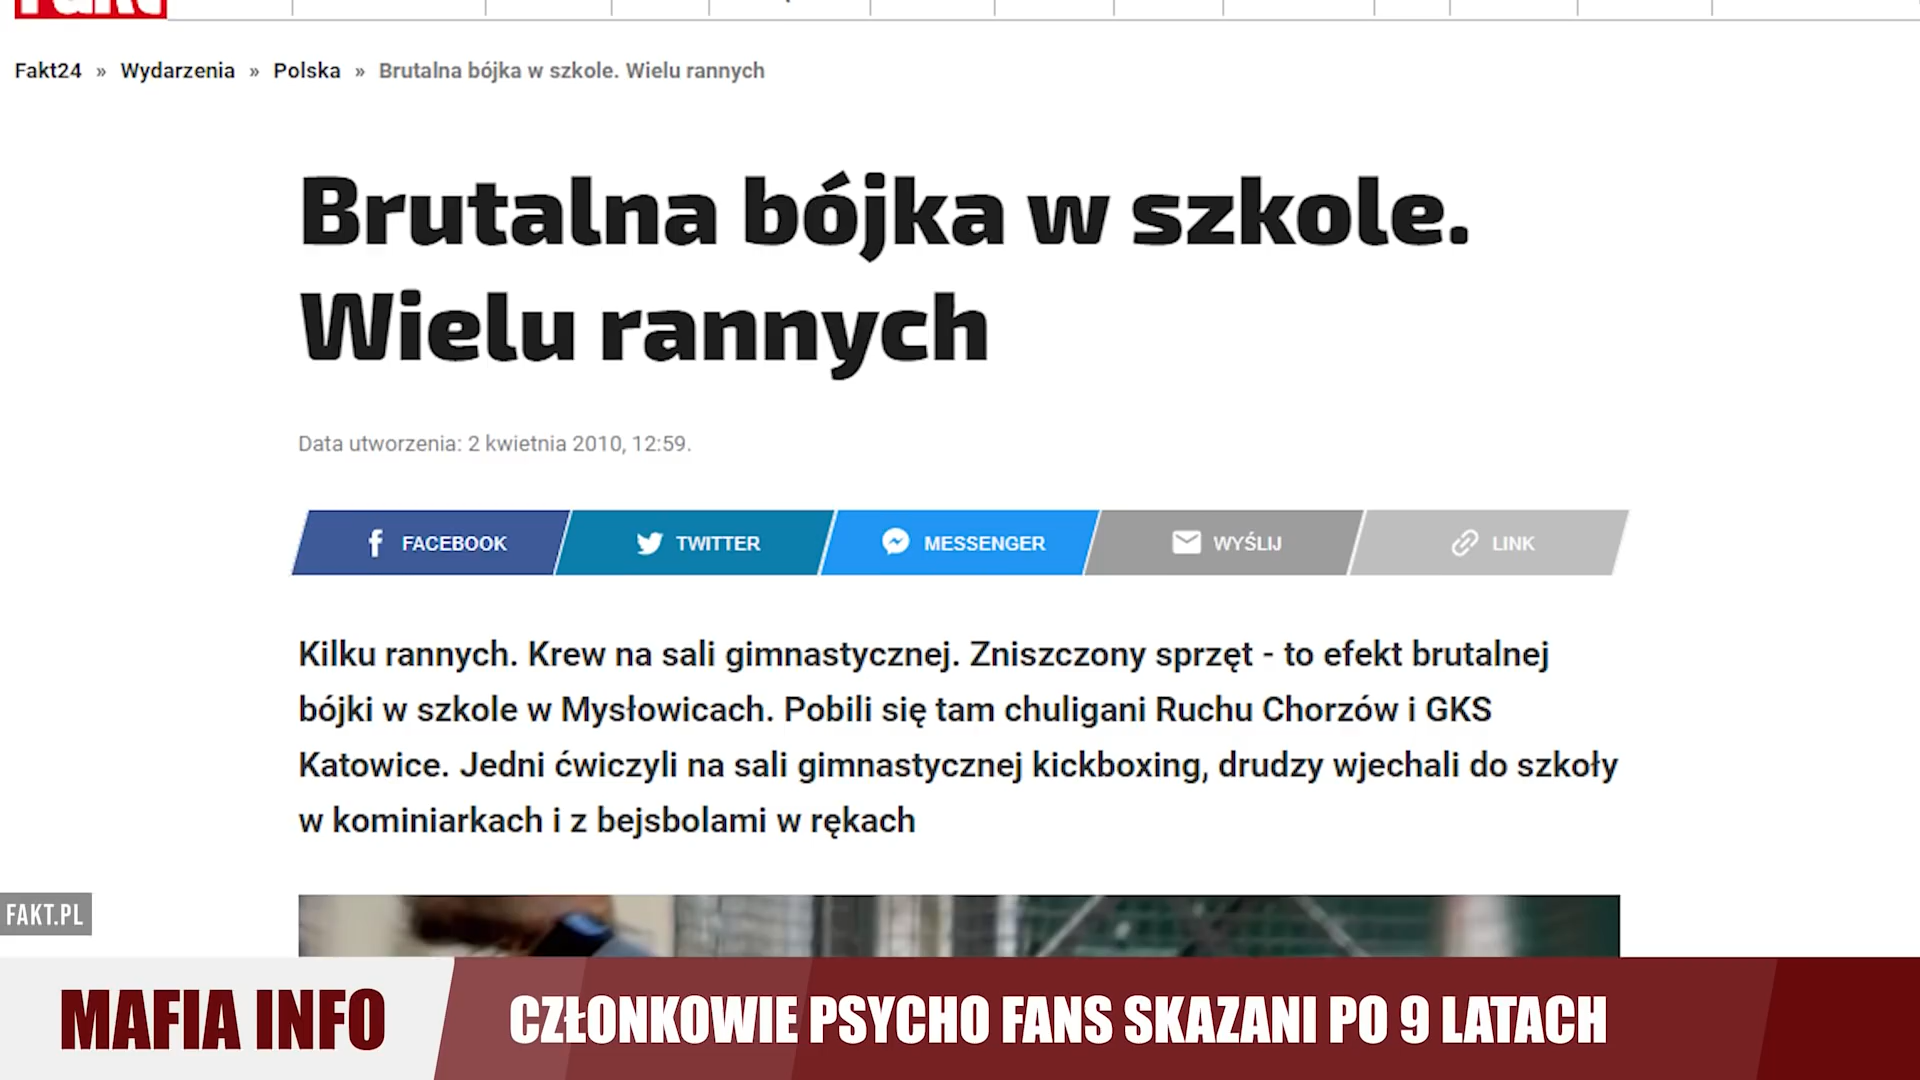 Fakt
Fakt24 » Wydarzenia » Polska » Brutalna bójka w szkole. Wielu rannych
Brutalna bójka w szkole.
Wielu rannych
Data utworzenia: 2 kwietnia 2010, 12:59.
FACEBOOK TWITTER MESSENGER WYŚLIJ LINK
Kilku rannych. Krew na sali gimnastycznej. Zniszczony sprzęt - to efekt brutalnej
bójki w szkole w Mysłowicach. Pobili się tam chuligani Ruchu Chorzów i GKS
Katowice. Jedni ćwiczyli na sali gimnastycznej kickboxing, drudzy wjechali do szkoły
w kominiarkach i z bejsbolami w rękach
FAKT.PL
MAFIA INFO CZŁONKOWIE PSYCHO FANS SKAZANI PO 9 LATACH